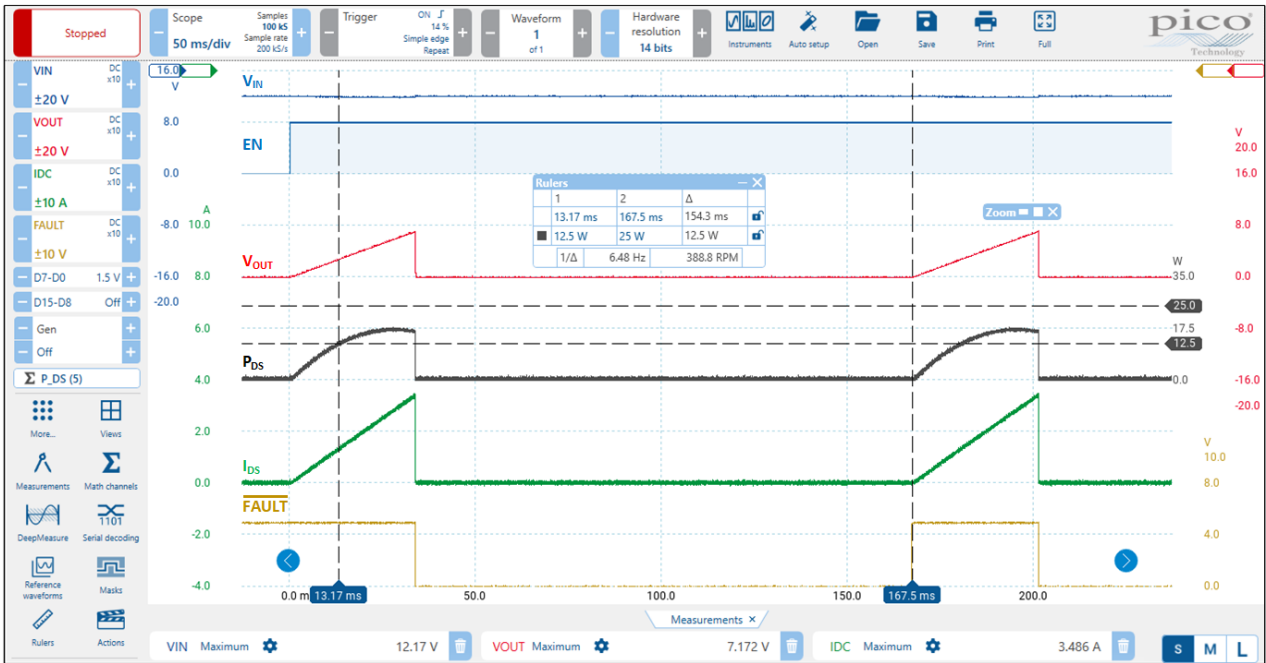 Stopped
Scope
50 ms/div
Samples
100 kS
Sample rate
200 kS/s
Trigger
ON
14 %
Simple edge
Repeat
Waveform
1
of 1
Hardware
resolution
14 bits
Instruments
Auto setup
Open
Save
Print
Full
pico
Technology
VIN
DC
x10
±20 V
VOUT
DC
x10
±20 V
IDC
DC
x10
±10 A
FAULT
DC
x10
±10 V
D7-D0 1.5 V
D15-D8 Off
Gen
Off
Σ P_DS (5)
More...
Views
Measurements
Math channels
DeepMeasure
Serial decoding
Reference
waveforms
Masks
Rulers
Actions
16.0
V
8.0
0.0
-8.0
-16.0
-20.0
A
10.0
8.0
6.0
4.0
2.0
0.0
-2.0
-4.0
VIN
EN
VOUT
PDS
IDS
FAULT
Rulers
1 2 Δ
13.17 ms 167.5 ms 154.3 ms
12.5 W 25 W 12.5 W
1/Δ 6.48 Hz 388.8 RPM
Zoom
V
20.0
16.0
8.0
0.0
-8.0
-16.0
-20.0
W
35.0
25.0
17.5
12.5
0.0
V
10.0
8.0
4.0
0.0
0.0 m
13.17 ms
50.0
100.0
150.0
167.5 ms
200.0
Measurements ×
VIN Maximum 12.17 V
VOUT Maximum 7.172 V
IDC Maximum 3.486 A
S M L